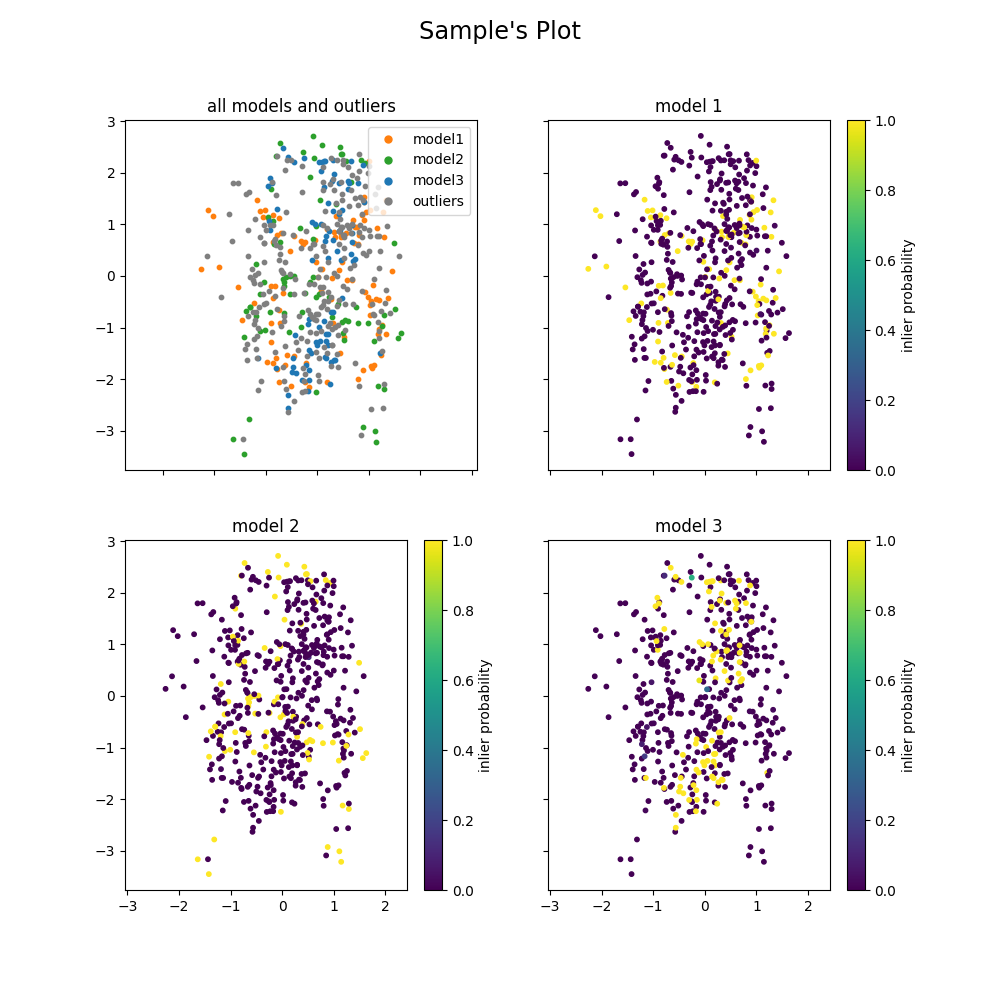 Sample's Plot
all models and outliers
3
2
1
0
−1
−2
−3
model1
model2
model3
outliers
model 1
1.0
0.8
0.6
0.4
0.2
0.0
inlier probability
model 2
3
2
1
0
−1
−2
−3
−3 −2 −1 0 1 2
1.0
0.8
0.6
0.4
0.2
0.0
inlier probability
model 3
−3 −2 −1 0 1 2
1.0
0.8
0.6
0.4
0.2
0.0
inlier probability